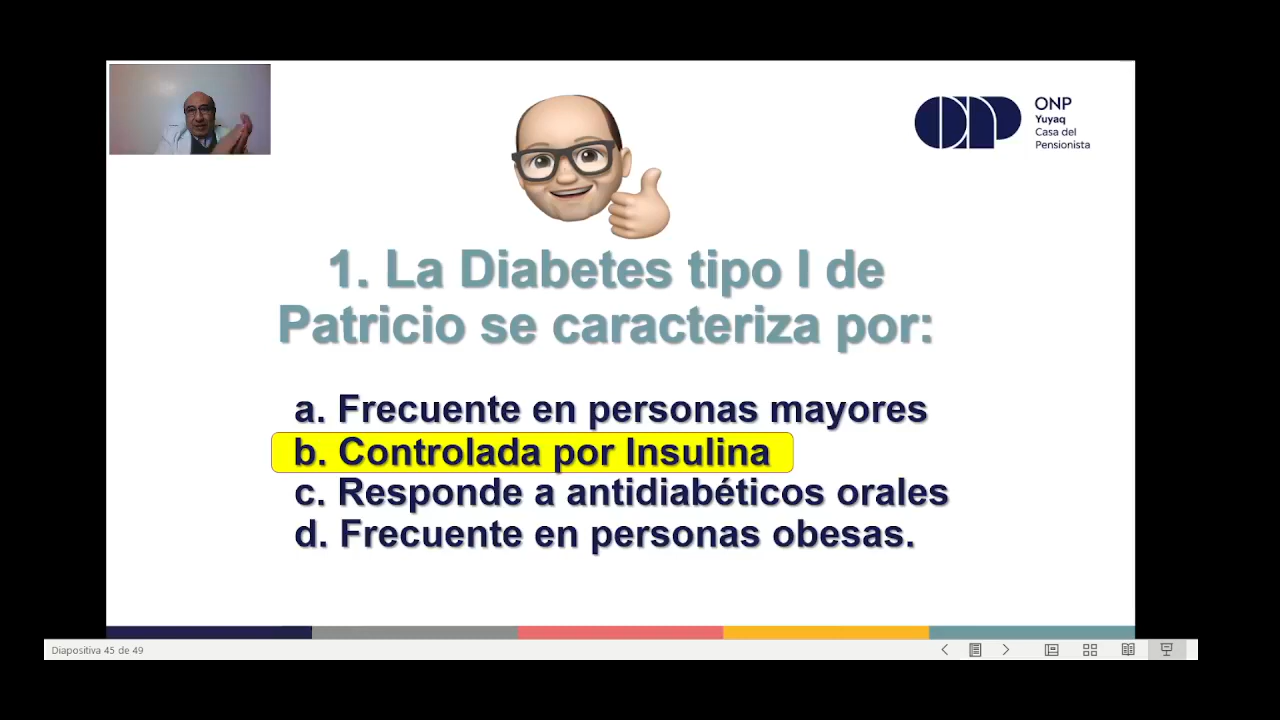 ONP
Yuyaq
Casa del
Pensionista
1. La Diabetes tipo I de
Patricio se caracteriza por:
a. Frecuente en personas mayores
b. Controlada por Insulina
c. Responde a antidiabéticos orales
d. Frecuente en personas obesas.
Diapositiva 45 de 49